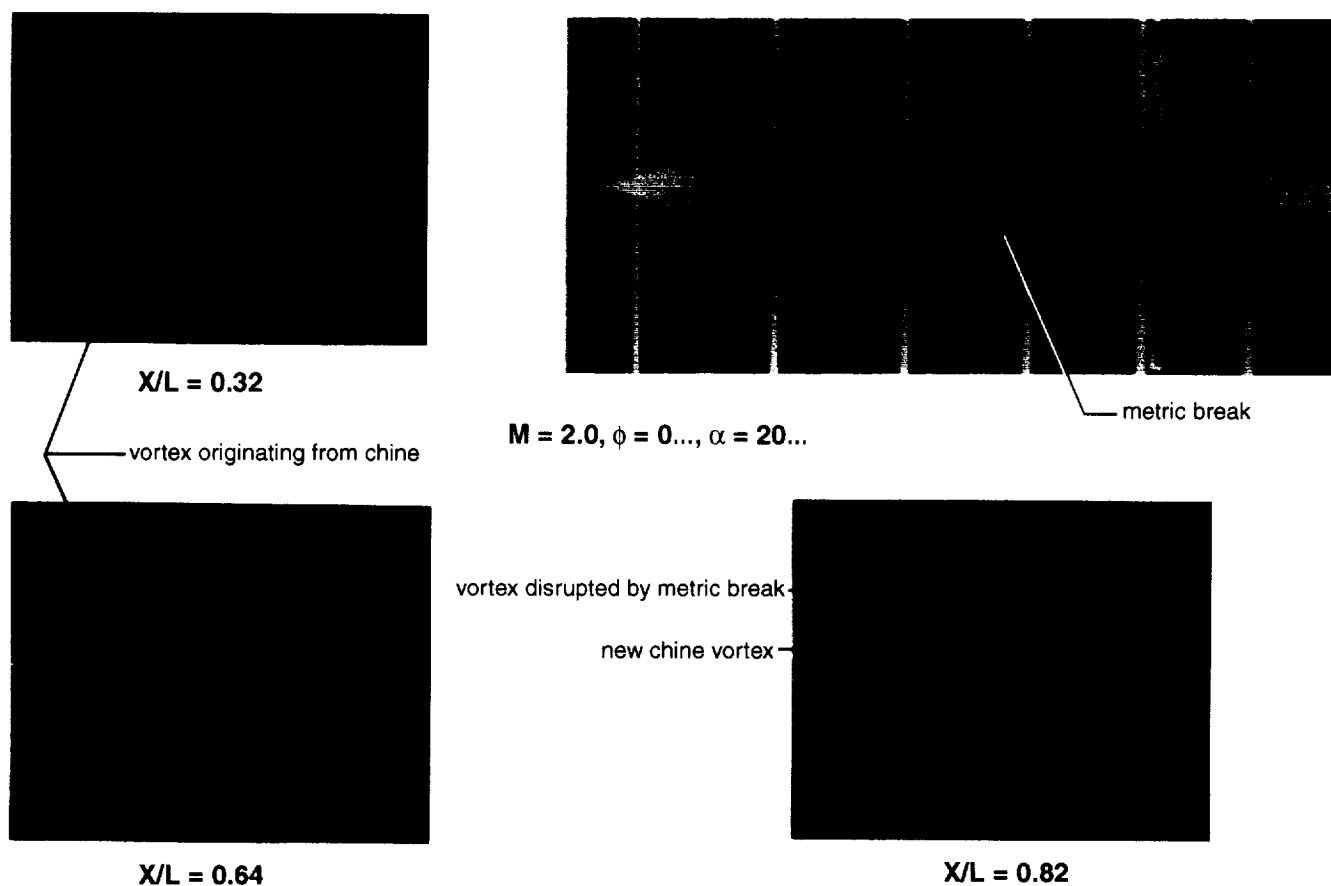 X/L = 0.32
metric break
M = 2.0, ϕ = 0..., α = 20...
vortex originating from chine
vortex disrupted by metric break
new chine vortex
X/L = 0.64
X/L = 0.82